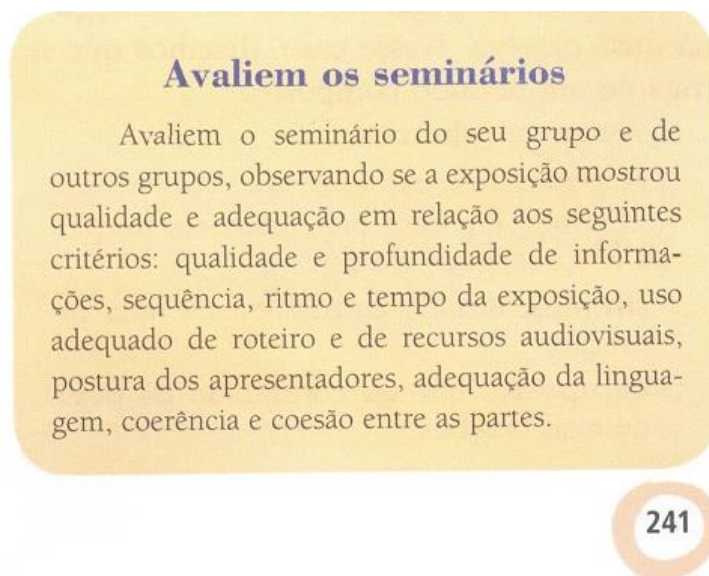 Avaliem os seminários
Avaliem o seminário do seu grupo e de
outros grupos, observando se a exposição mostrou
qualidade e adequação em relação aos seguintes
critérios: qualidade e profundidade de informa-
ções, sequência, ritmo e tempo da exposição, uso
adequado de roteiro e de recursos audiovisuais,
postura dos apresentadores, adequação da lingua-
gem, coerência e coesão entre as partes.
241